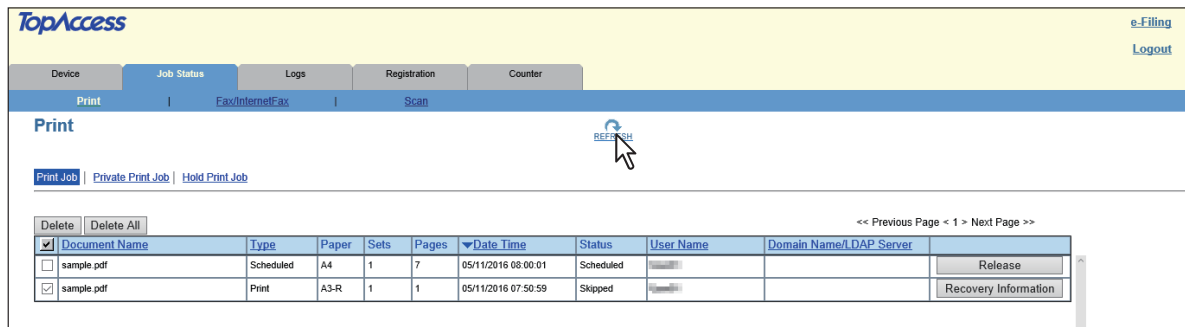 TopAccess
e-Filing
Logout
Device Job Status Logs Registration Counter
Print | Fax/InternetFax | Scan
Print
REFRESH
Print Job | Private Print Job | Hold Print Job
Delete Delete All << Previous Page < 1 > Next Page >>
Document Name Type Paper Sets Pages Date Time Status User Name Domain Name/LDAP Server
sample.pdf Scheduled A4 1 7 05/11/2016 08:00:01 Scheduled Release
sample.pdf Print A3-R 1 1 05/11/2016 07:50:59 Skipped Recovery Information